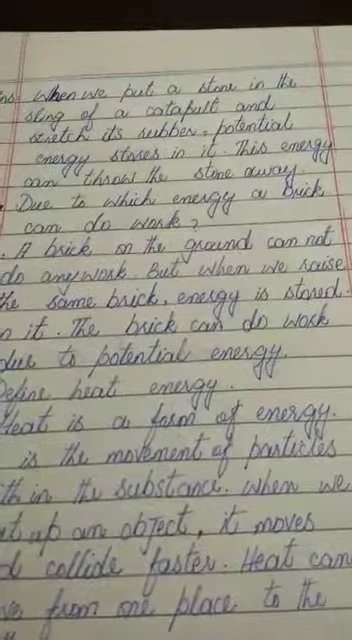 ns. When we put a stone in the
sling of a catapult and
stretch its rubber, potential
energy stores in it. This energy
can throw the stone away.
Due to which energy a brick
can do work?
. A brick on the ground can not
do any work. But when we raise
the same brick, energy is stored
n it. The brick can do work
due to potential energy.
Define heat energy.
Heat is a form of energy.
is the movement of particles
ith in the substance. When we
t up an object, it moves
d collide faster. Heat can
ve from one place to the